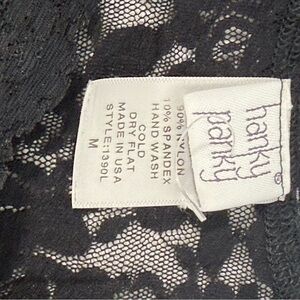 hanky
panky
90% NYLON
10% SPANDEX
HAND WASH
COLD
DRY FLAT
MADE IN USA
STYLE:1390L
M